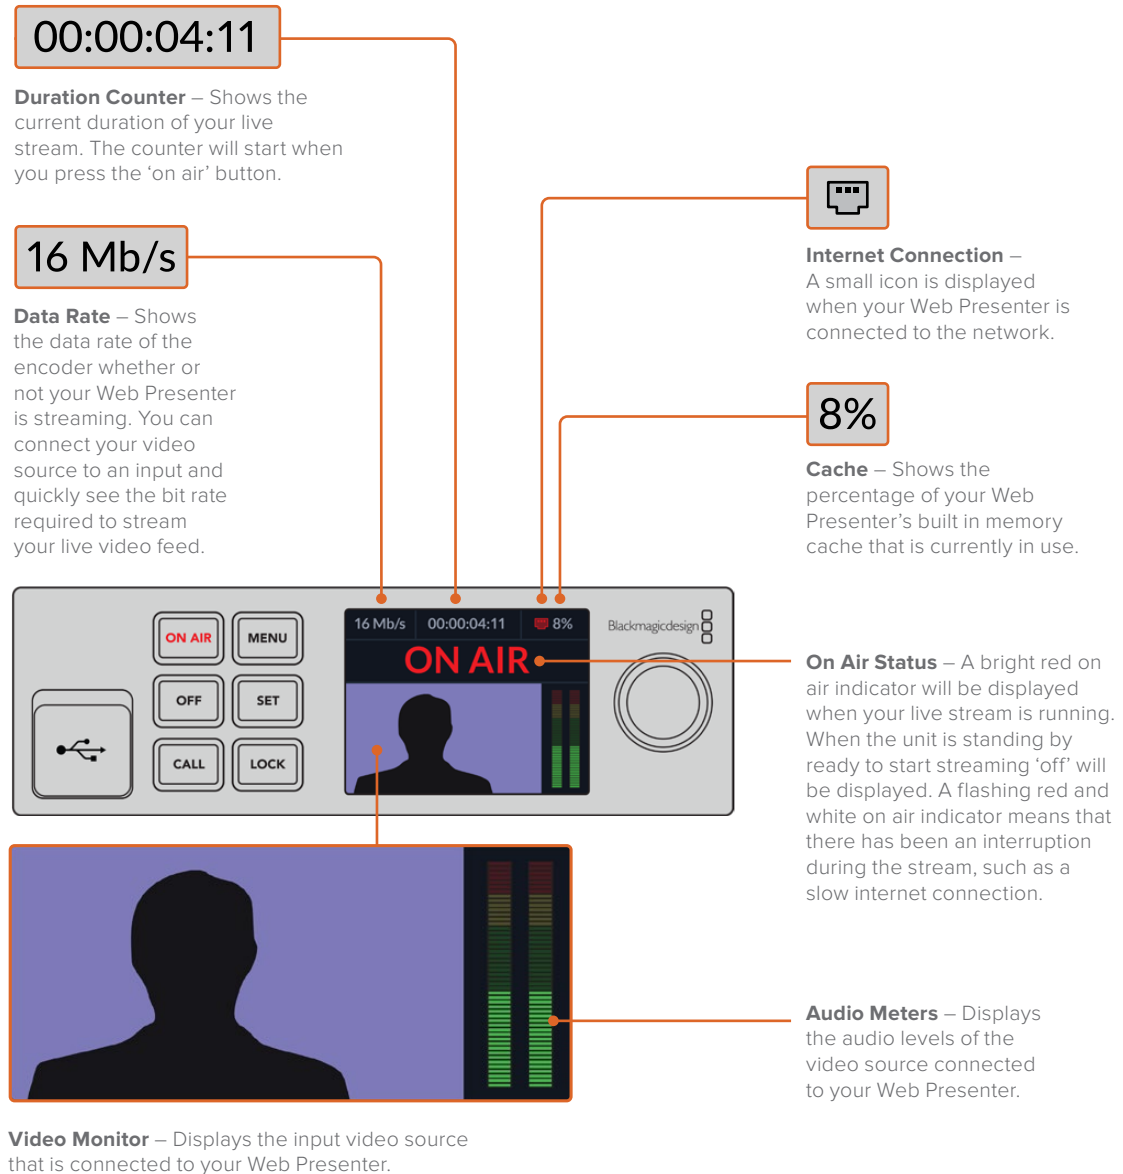 00:00:04:11
Duration Counter – Shows the
current duration of your live
stream. The counter will start when
you press the ‘on air’ button.
16 Mb/s
Data Rate – Shows
the data rate of the
encoder whether or
not your Web Presenter
is streaming. You can
connect your video
source to an input and
quickly see the bit rate
required to stream
your live video feed.
Internet Connection –
A small icon is displayed
when your Web Presenter is
connected to the network.
8%
Cache – Shows the
percentage of your Web
Presenter’s built in memory
cache that is currently in use.
ON AIR
MENU
OFF
SET
CALL
LOCK
16 Mb/s 00:00:04:11 8%
ON AIR
Blackmagicdesign
On Air Status – A bright red on
air indicator will be displayed
when your live stream is running.
When the unit is standing by
ready to start streaming ‘off’ will
be displayed. A flashing red and
white on air indicator means that
there has been an interruption
during the stream, such as a
slow internet connection.
Audio Meters – Displays
the audio levels of the
video source connected
to your Web Presenter.
Video Monitor – Displays the input video source
that is connected to your Web Presenter.